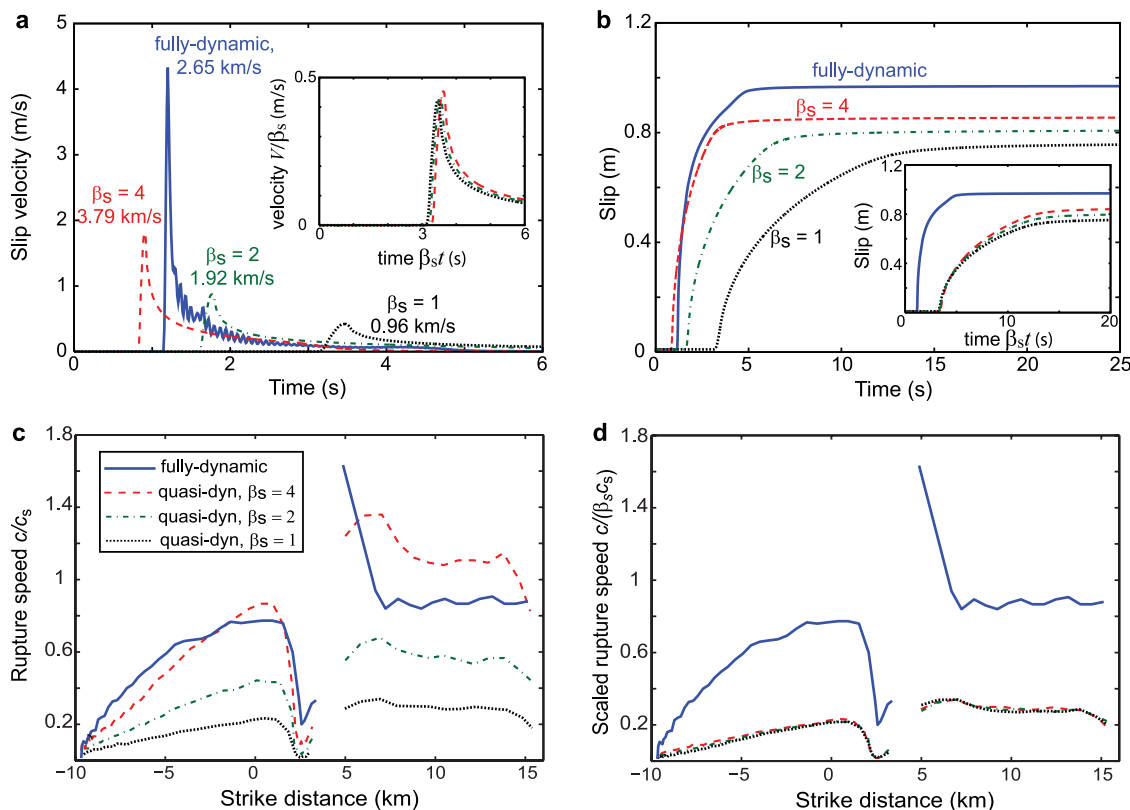 a
Slip velocity (m/s)
5
4
3
2
1
0
0
2
4
6
Time (s)
fully-dynamic,
2.65 km/s
βs = 4
3.79 km/s
βs = 2
1.92 km/s
βs = 1
0.96 km/s
velocity V/βs (m/s)
0.5
0
0
3
6
time βst (s)
b
Slip (m)
1.2
0.8
0.4
0
0
5
10
15
20
25
Time (s)
fully-dynamic
βs = 4
βs = 2
βs = 1
Slip (m)
1.2
0.8
0.4
0
5
10
20
time βst (s)
c
Rupture speed c/cs
1.8
1.4
1
0.6
0.2
−10
−5
0
5
10
15
Strike distance (km)
fully-dynamic
quasi-dyn, βs = 4
quasi-dyn, βs = 2
quasi-dyn, βs = 1
d
Scaled rupture speed c/(βscs)
1.8
1.4
1
0.6
0.2
−10
−5
0
5
10
15
Strike distance (km)